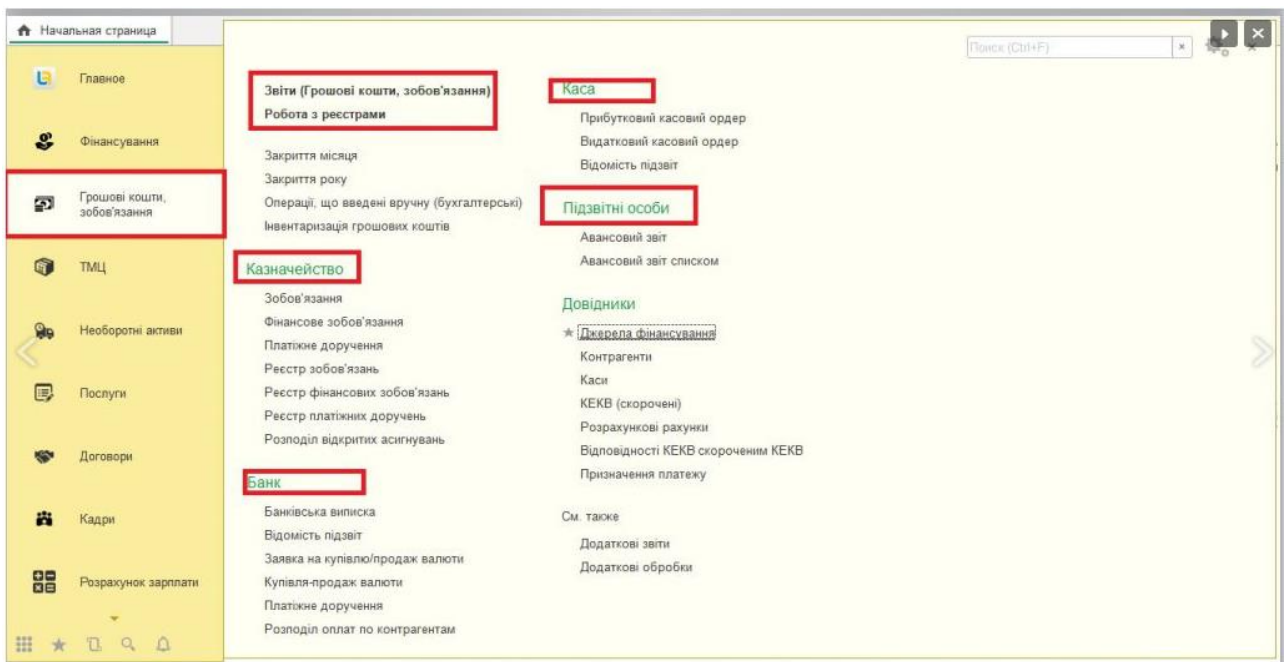 Начальная страница
Поиск (Ctrl+F)
Главное
Фінансування
Грошові кошти,
зобов'язання
ТМЦ
Необоротні активи
Послуги
Договори
Кадри
Розрахунок зарплати
Звіти (Грошові кошти, зобов'язання)
Робота з реєстрами
Закриття місяця
Закриття року
Операції, що введені вручну (бухгалтерські)
Інвентаризація грошових коштів
Казначейство
Зобов'язання
Фінансове зобов'язання
Платіжне доручення
Реєстр зобов'язань
Реєстр фінансових зобов'язань
Реєстр платіжних доручень
Розподіл відкритих асигнувань
Банк
Банківська виписка
Відомість підзвіт
Заявка на купівлю/продаж валюти
Купівля-продаж валюти
Платіжне доручення
Розподіл оплат по контрагентам
Каса
Прибутковий касовий ордер
Видатковий касовий ордер
Відомість підзвіт
Підзвітні особи
Авансовий звіт
Авансовий звіт списком
Довідники
Джерела фінансування
Контрагенти
Каси
КЕКВ (скорочені)
Розрахункові рахунки
Відповідності КЕКВ скороченим КЕКВ
Призначення платежу
См. также
Додаткові звіти
Додаткові обробки